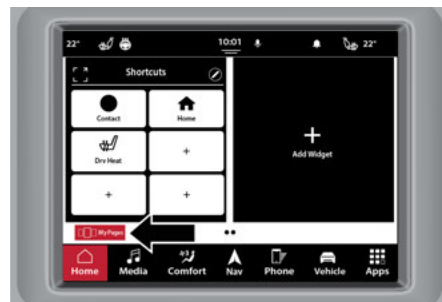 22°
10:01
22°
Shortcuts
Contact
Home
Drv Heat
+
+
+
+
Add Widget
My Pages
Home
Media
Comfort
Nav
Phone
Vehicle
Apps